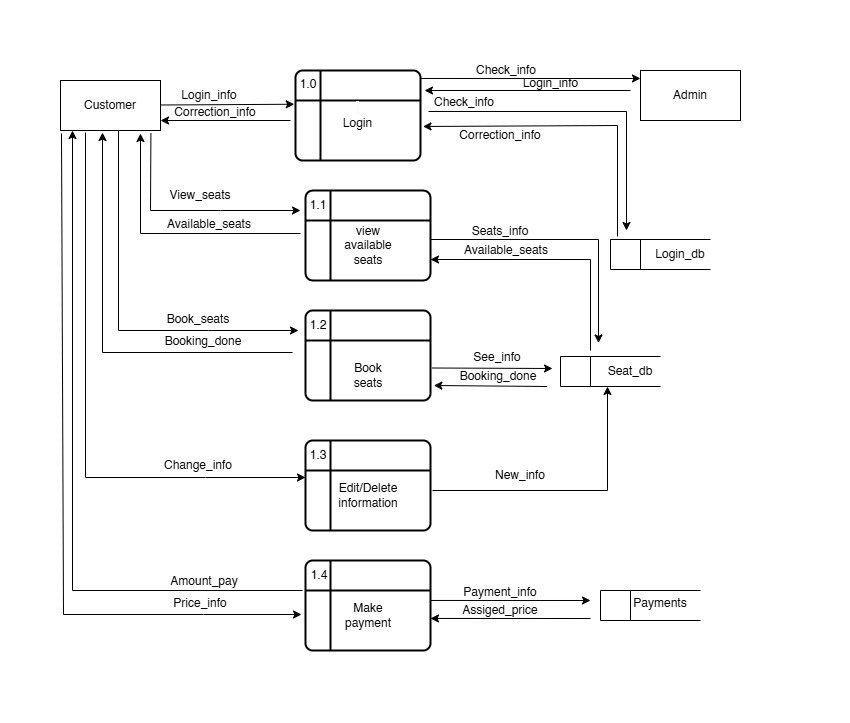 Customer
Login_info
Correction_info
1.0
Login
Check_info
Login_info
Check_info
Correction_info
Admin
View_seats
Available_seats
1.1
view
available
seats
Seats_info
Available_seats
Login_db
Book_seats
Booking_done
1.2
Book
seats
See_info
Booking_done
Seat_db
Change_info
1.3
Edit/Delete
information
New_info
Amount_pay
Price_info
1.4
Make
payment
Payment_info
Assiged_price
Payments